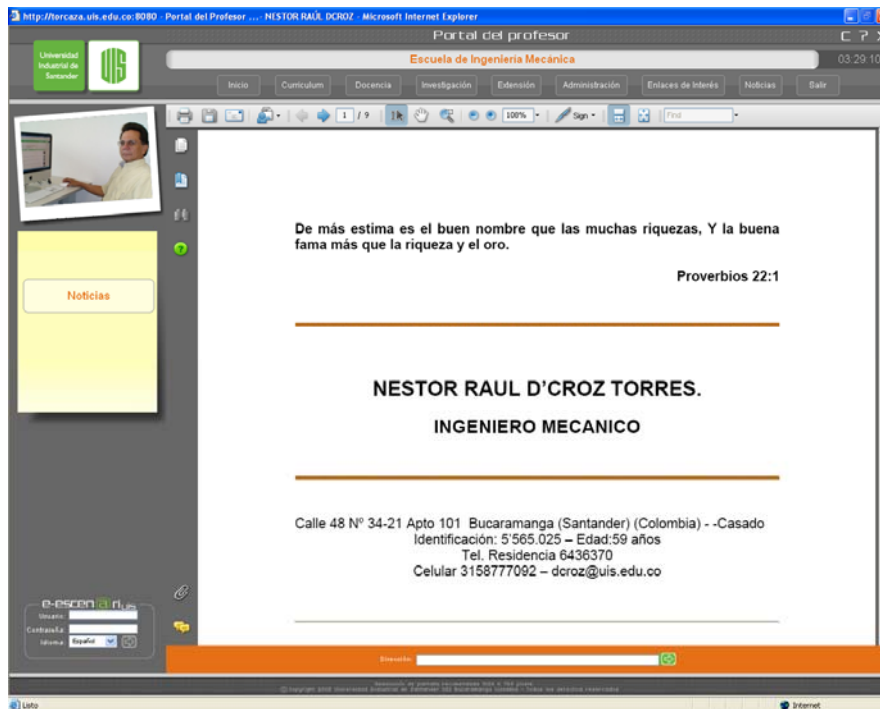 http://torcaza.uis.edu.co:8080 - Portal del Profesor ...- NESTOR RAÚL DCROZ - Microsoft Internet Explorer
Portal del profesor
Universidad
Industrial de
Santander
UIS
Escuela de Ingeniería Mecánica
03:29:10
Inicio
Curriculum
Docencia
Investigación
Extensión
Administración
Enlaces de Interés
Noticias
Salir
1 / 9
100%
Sign
Find
De más estima es el buen nombre que las muchas riquezas, Y la buena
fama más que la riqueza y el oro.
Proverbios 22:1
Noticias
NESTOR RAUL D'CROZ TORRES.
INGENIERO MECANICO
Calle 48 Nº 34-21 Apto 101 Bucaramanga (Santander) (Colombia) - -Casado
Identificación: 5'565.025 – Edad:59 años
Tel. Residencia 6436370
Celular 3158777092 – dcroz@uis.edu.co
e-escen@ri uis
Usuario:
Contraseña:
Idioma: Español
Dirección:
Listo
Internet